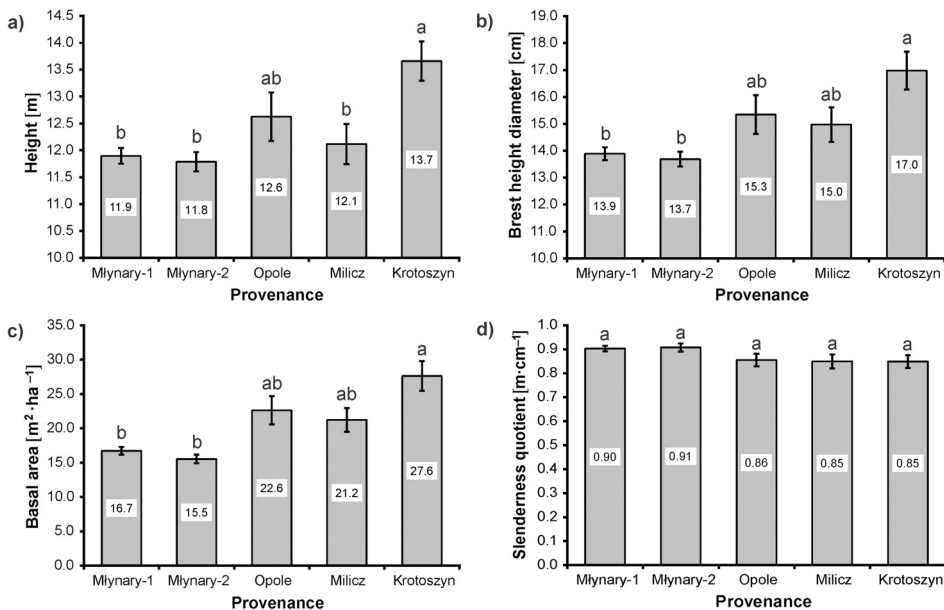 a)
Height [m]
14.5
14.0
13.5
13.0
12.5
12.0
11.5
11.0
10.5
10.0
b b ab b a
11.9 11.8 12.6 12.1 13.7
Młynary-1 Młynary-2 Opole Milicz Krotoszyn
Provenance
b)
Brest height diameter [cm]
19.0
18.0
17.0
16.0
15.0
14.0
13.0
12.0
11.0
10.0
b b ab ab a
13.9 13.7 15.3 15.0 17.0
Młynary-1 Młynary-2 Opole Milicz Krotoszyn
Provenance
c)
Basal area [m²·ha⁻¹]
35.0
30.0
25.0
20.0
15.0
10.0
5.0
0.0
b b ab ab a
16.7 15.5 22.6 21.2 27.6
Młynary-1 Młynary-2 Opole Milicz Krotoszyn
Provenance
d)
Slenderness quotient [m·cm⁻¹]
1.0
0.9
0.8
0.7
0.6
0.5
0.4
0.3
0.2
0.1
0.0
a a a a a
0.90 0.91 0.86 0.85 0.85
Młynary-1 Młynary-2 Opole Milicz Krotoszyn
Provenance